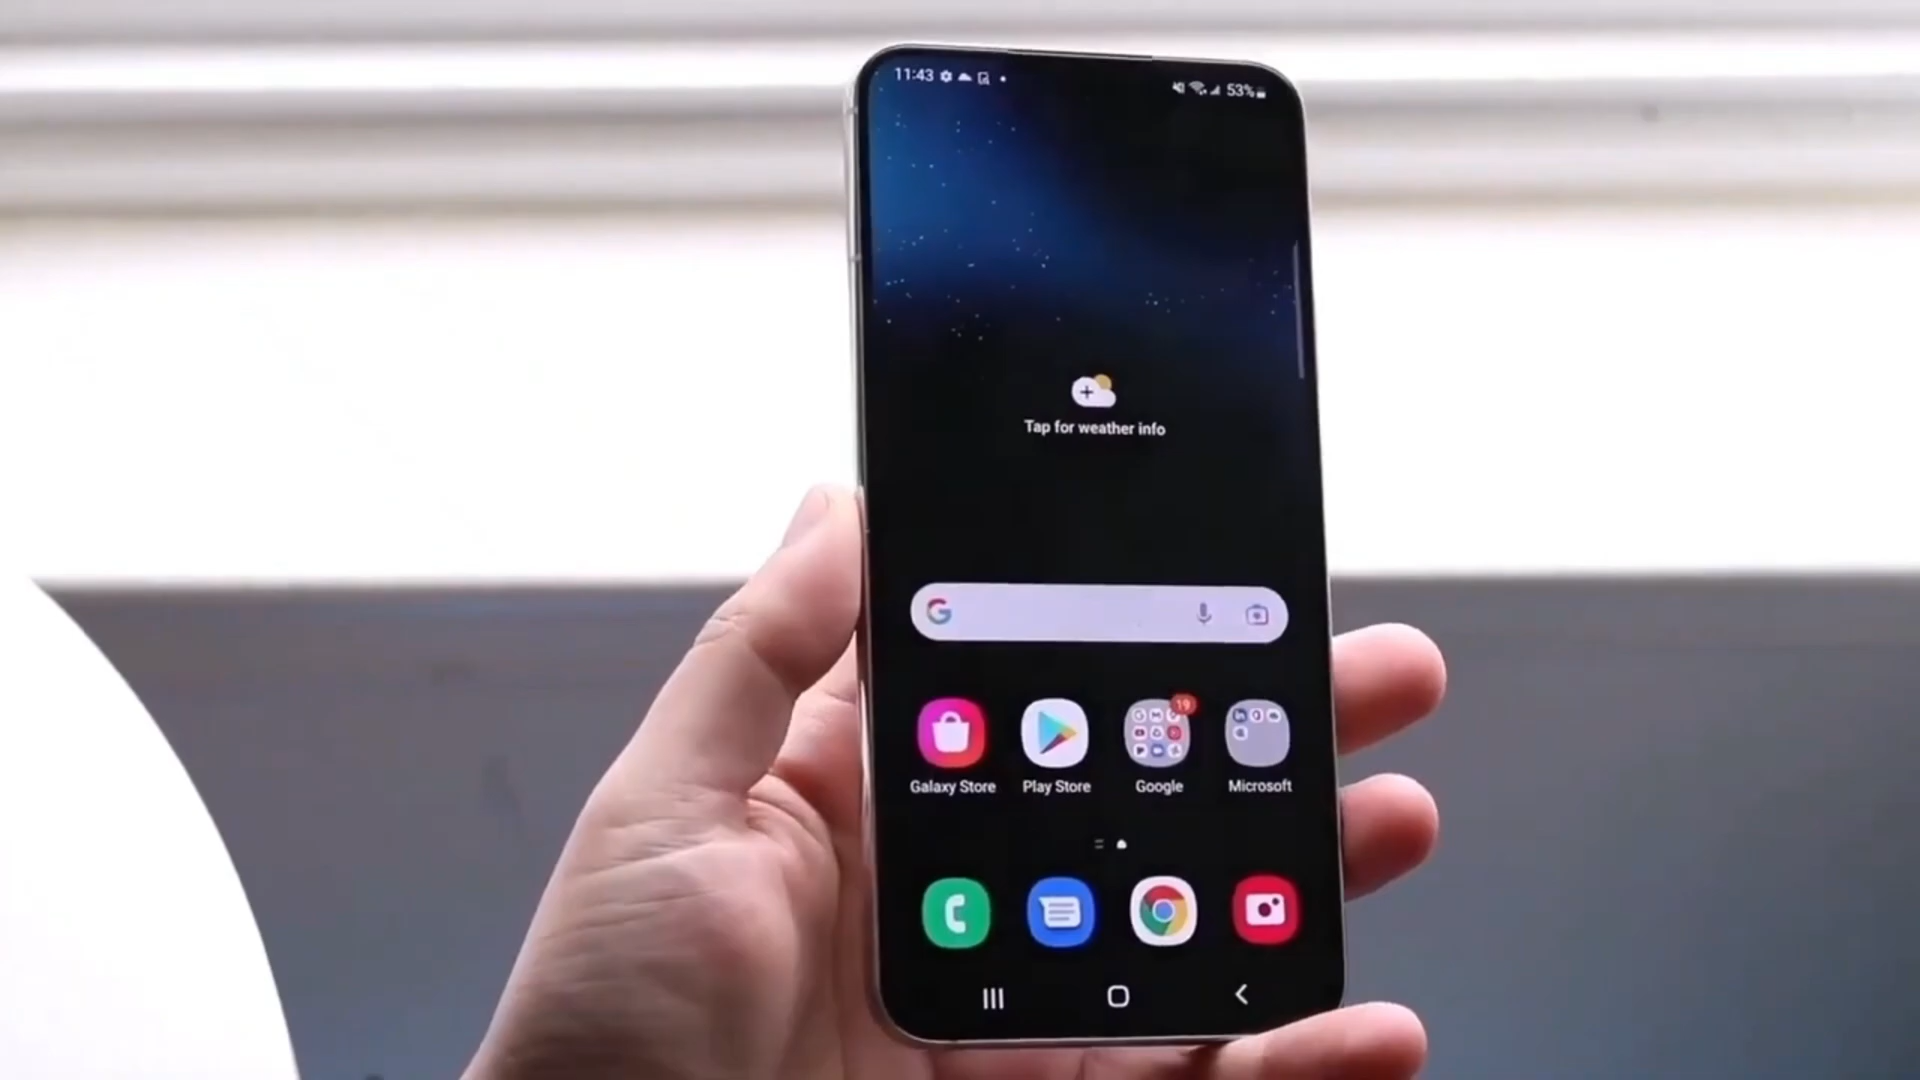 11:43
53%
Tap for weather info
G
19
Galaxy Store
Play Store
Google
Microsoft